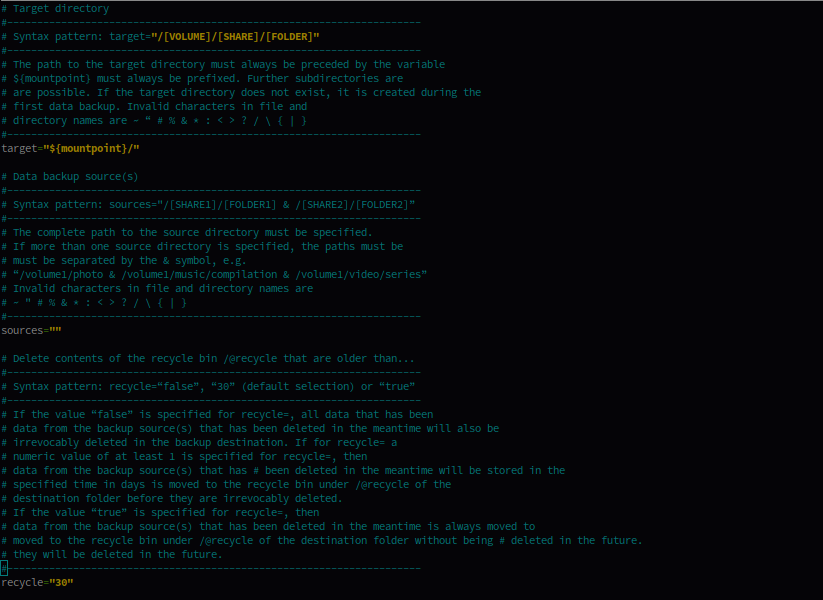 # Target directory
#---------------------------------------------------------------------
# Syntax pattern: target="/[VOLUME]/[SHARE]/[FOLDER]"
#---------------------------------------------------------------------
# The path to the target directory must always be preceded by the variable
# ${mountpoint} must always be prefixed. Further subdirectories are
# are possible. If the target directory does not exist, it is created during the
# first data backup. Invalid characters in file and
# directory names are ~ “ # % & * : < > ? / \ { | }
#---------------------------------------------------------------------
target="${mountpoint}/"
# Data backup source(s)
#---------------------------------------------------------------------
# Syntax pattern: sources="/[SHARE1]/[FOLDER1] & /[SHARE2]/[FOLDER2]”
#---------------------------------------------------------------------
# The complete path to the source directory must be specified.
# If more than one source directory is specified, the paths must be
# must be separated by the & symbol, e.g.
# “/volume1/photo & /volume1/music/compilation & /volume1/video/series”
# Invalid characters in file and directory names are
# ~ " # % & * : < > ? / \ { | }
#---------------------------------------------------------------------
sources=""
# Delete contents of the recycle bin /@recycle that are older than...
#---------------------------------------------------------------------
# Syntax pattern: recycle=“false”, “30” (default selection) or “true”
#---------------------------------------------------------------------
# If the value “false” is specified for recycle=, all data that has been
# data from the backup source(s) that has been deleted in the meantime will also be
# irrevocably deleted in the backup destination. If for recycle= a
# numeric value of at least 1 is specified for recycle=, then
# data from the backup source(s) that has # been deleted in the meantime will be stored in the
# specified time in days is moved to the recycle bin under /@recycle of the
# destination folder before they are irrevocably deleted.
# If the value “true” is specified for recycle=, then
# data from the backup source(s) that has been deleted in the meantime is always moved to
# moved to the recycle bin under /@recycle of the destination folder without being # deleted in the future.
# they will be deleted in the future.
#---------------------------------------------------------------------
recycle="30"